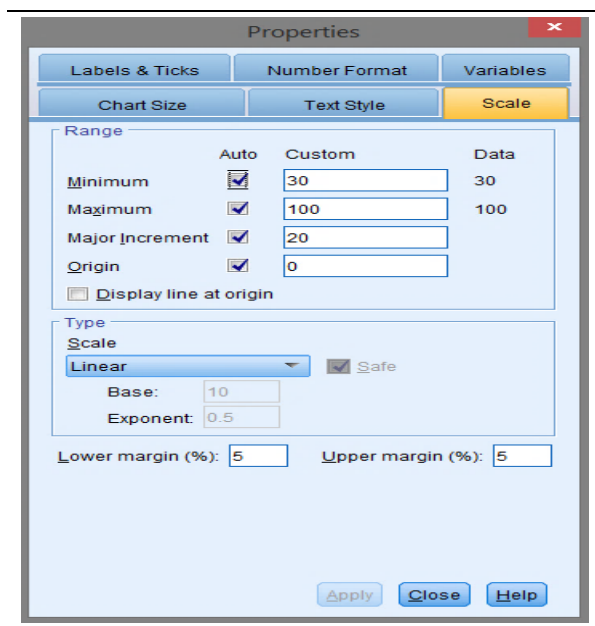 Properties
Labels & Ticks Number Format Variables
Chart Size Text Style Scale
Range
Auto Custom Data
Minimum 30 30
Maximum 100 100
Major Increment 20
Origin 0
Display line at origin
Type
Scale
Linear Safe
Base: 10
Exponent: 0.5
Lower margin (%): 5 Upper margin (%): 5
Apply Close Help